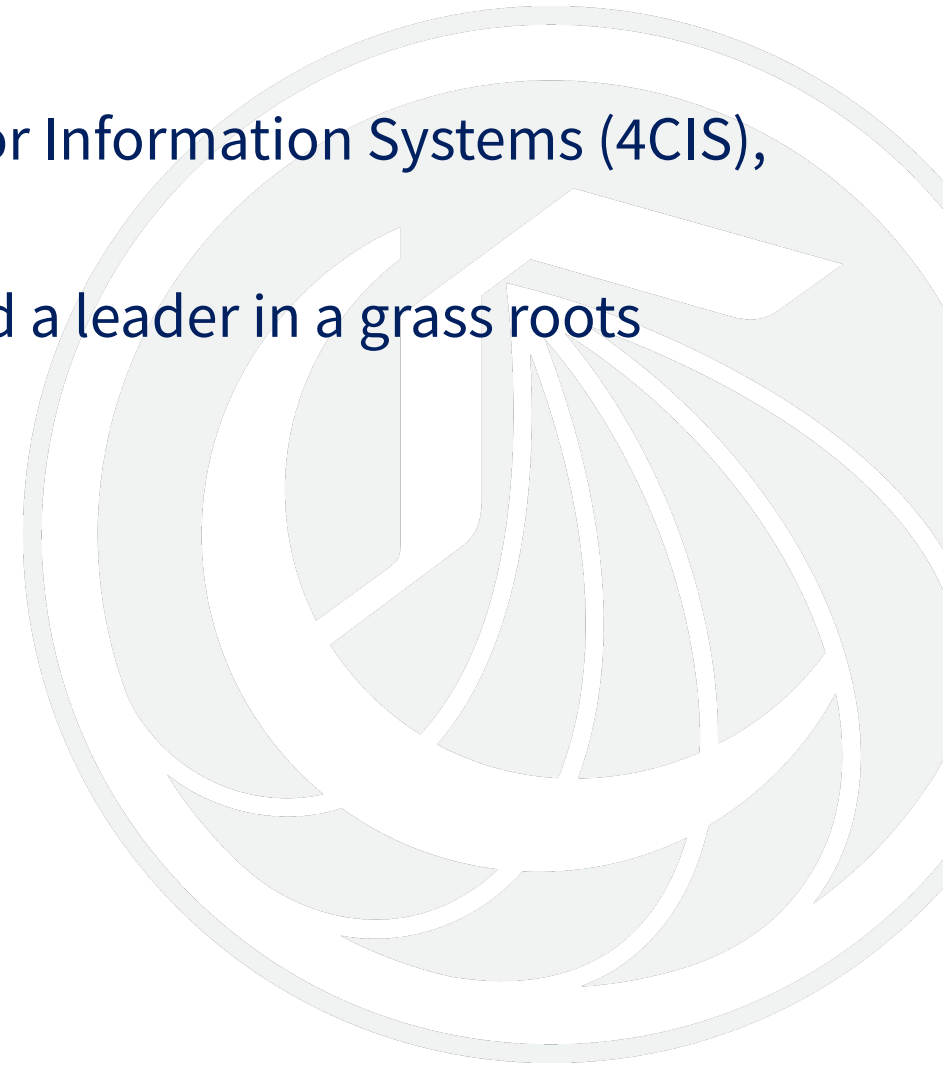 or Information Systems (4CIS),
d a leader in a grass roots